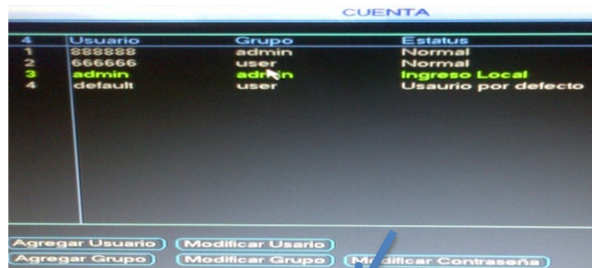 CUENTA
4 Usuario Grupo Estatus
1 888888 admin Normal
2 666666 user Normal
3 admin admin Ingreso Local
4 default user Usaurio por defecto
Agregar Usuario Modificar Usario
Agregar Grupo Modificar Grupo Modificar Contraseña